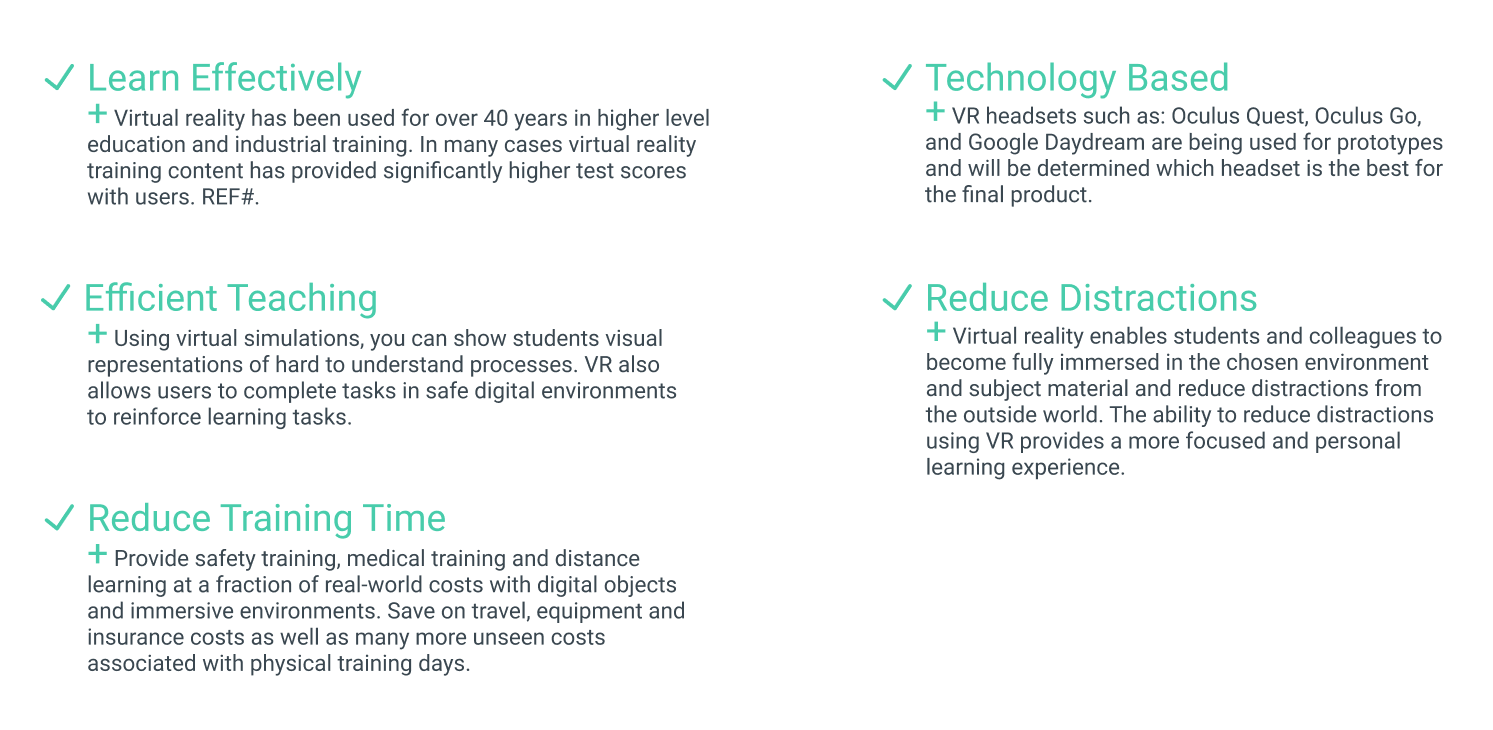 Learn Effectively
+ Virtual reality has been used for over 40 years in higher level
education and industrial training. In many cases virtual reality
training content has provided significantly higher test scores
with users. REF#.
Efficient Teaching
+ Using virtual simulations, you can show students visual
representations of hard to understand processes. VR also
allows users to complete tasks in safe digital environments
to reinforce learning tasks.
Reduce Training Time
+ Provide safety training, medical training and distance
learning at a fraction of real-world costs with digital objects
and immersive environments. Save on travel, equipment and
insurance costs as well as many more unseen costs
associated with physical training days.
Technology Based
+ VR headsets such as: Oculus Quest, Oculus Go,
and Google Daydream are being used for prototypes
and will be determined which headset is the best for
the final product.
Reduce Distractions
+ Virtual reality enables students and colleagues to
become fully immersed in the chosen environment
and subject material and reduce distractions from
the outside world. The ability to reduce distractions
using VR provides a more focused and personal
learning experience.